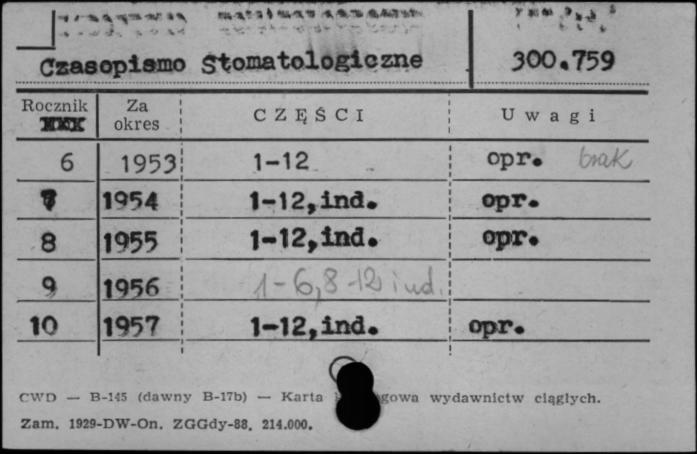 Czasopismo Stomatologiczne 300.759
Rocznik Za okres CZĘŚCI Uwagi
6 1953 1-12 opr. brak
7 1954 1-12,ind. opr.
8 1955 1-12,ind. opr.
9 1956 1-6,8-12 ind.
10 1957 1-12,ind. opr.
CWD — B-145 (dawny B-17b) — Karta wydawnictw ciągłych.
Zam. 1929-DW-On. ZGGdy-88. 214.000.